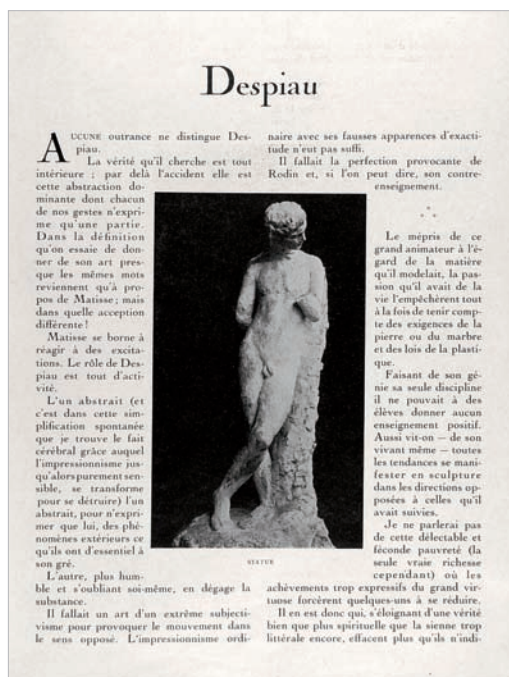 Despiau
AUCUNE outrance ne distingue Des-
piau.
La vérité qu'il cherche est tout
intérieure ; par delà l'accident elle est
cette abstraction do-
minante dont chacun
de nos gestes n'expri-
me qu'une partie.
Dans la définition
qu'on essaie de don-
ner de son art pres-
que les mêmes mots
reviennent qu'à pro-
pos de Matisse ; mais
dans quelle acception
différente !
Matisse se borne à
réagir à des excita-
tions. Le rôle de Des-
piau est tout d'acti-
vité.
L'un abstrait (et
c'est dans cette sim-
plification spontanée
que je trouve le fait
cérébral grâce auquel
l'impressionnisme jus-
qu'alors purement sen-
sible, se transforme
pour se détruire) l'un
abstrait, pour n'expri-
mer que lui, des phé-
nomènes extérieurs ce
qu'ils ont d'essentiel à
son gré.
L'autre, plus hum-
ble et s'oubliant soi-même, en dégage la
substance.
Il fallait un art d'un extrême subjecti-
visme pour provoquer le mouvement dans
le sens opposé. L'impressionnisme ordi-
naire avec ses fausses apparences d'exacti-
tude n'eut pas suffi.
Il fallait la perfection provocante de
Rodin et, si l'on peut dire, son contre-
enseignement.
* * *
Le mépris de ce
grand animateur à l'é-
gard de la matière
qu'il modelait, la pas-
sion qu'il avait de la
vie l'empêchèrent tout
à la fois de tenir comp-
te des exigences de la
pierre ou du marbre
et des lois de la plasti-
que.
Faisant de son gé-
nie sa seule discipline
il ne pouvait à des
élèves donner aucun
enseignement positif.
Aussi vit-on — de son
vivant même — toutes
les tendances se mani-
fester en sculpture
dans les directions op-
posées à celles qu'il
avait suivies.
Je ne parlerai pas
de cette délectable et
féconde pauvreté (la
seule vraie richesse
cependant) où les
achèvements trop expressifs du grand vir-
tuose forcèrent quelques-uns à se réduire.
Il en est donc qui, s'éloignant d'une vérité
bien que plus spirituelle que la sienne trop
littérale encore, effacent plus qu'ils n'indi-
STATUE